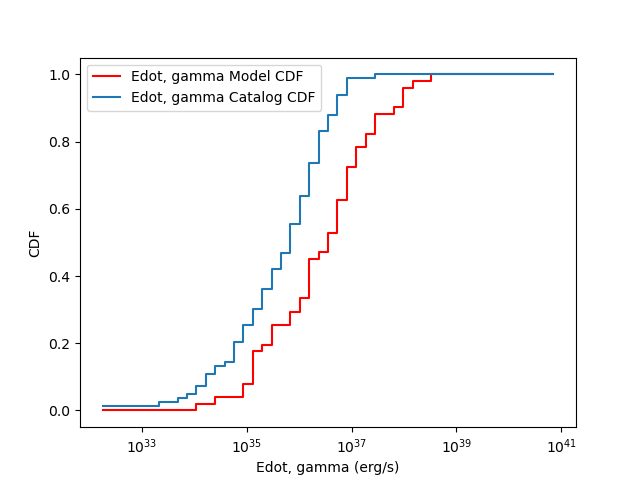 Edot, gamma Model CDF
Edot, gamma Catalog CDF
1.0
0.8
0.6
0.4
0.2
0.0
CDF
10^33 10^35 10^37 10^39 10^41
Edot, gamma (erg/s)